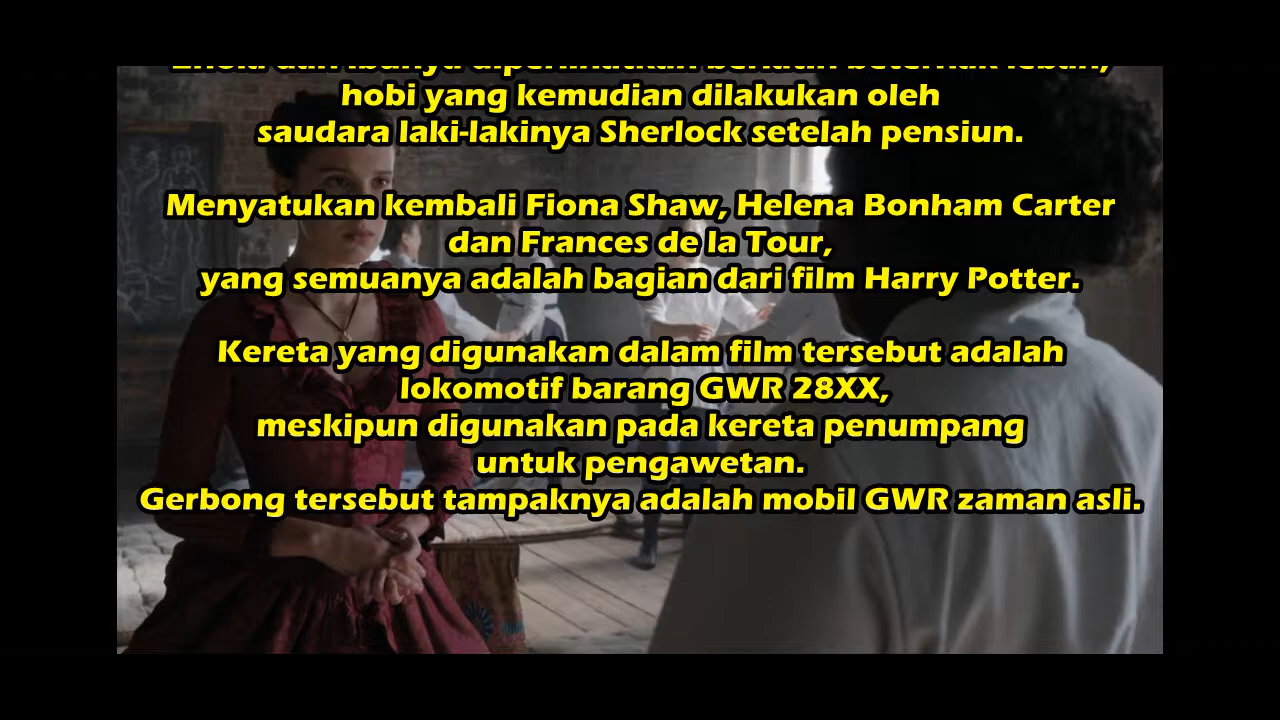 hobi yang kemudian dilakukan oleh
saudara laki-lakinya Sherlock setelah pensiun.
Menyatukan kembali Fiona Shaw, Helena Bonham Carter
dan Frances de la Tour,
yang semuanya adalah bagian dari film Harry Potter.
Kereta yang digunakan dalam film tersebut adalah
lokomotif barang GWR 28XX,
meskipun digunakan pada kereta penumpang
untuk pengawetan.
Gerbong tersebut tampaknya adalah mobil GWR zaman asli.